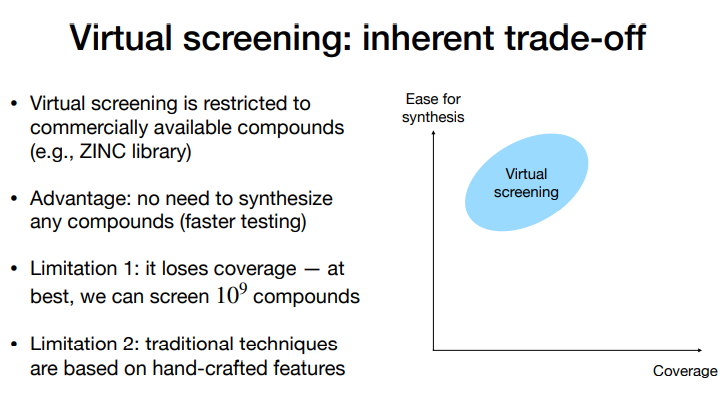 Virtual screening: inherent trade-off
• Virtual screening is restricted to
commercially available compounds
(e.g., ZINC library)
• Advantage: no need to synthesize
any compounds (faster testing)
• Limitation 1: it loses coverage — at
best, we can screen 10⁹ compounds
• Limitation 2: traditional techniques
are based on hand-crafted features
Ease for
synthesis
Virtual
screening
Coverage